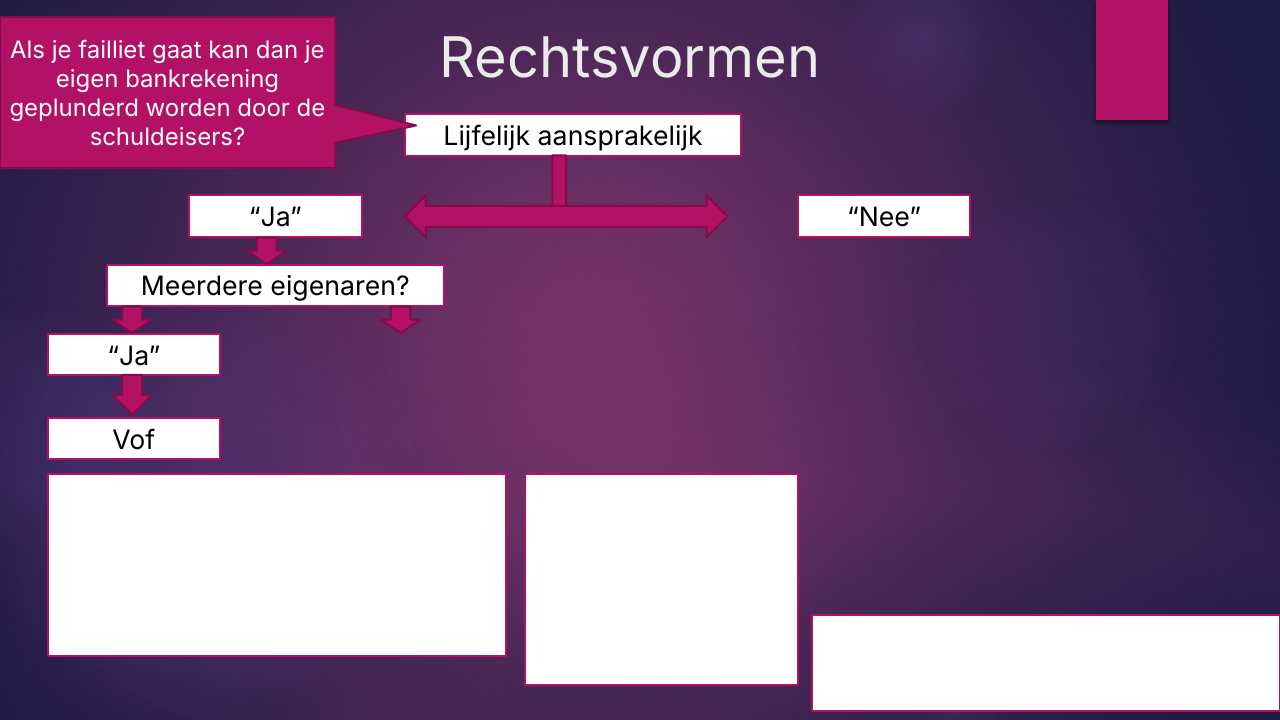 Als je failliet gaat kan dan je
eigen bankrekening
geplunderd worden door de
schuldeisers?
Rechtsvormen
Lijfelijk aansprakelijk
“Ja”
“Nee”
Meerdere eigenaren?
“Ja”
Vof